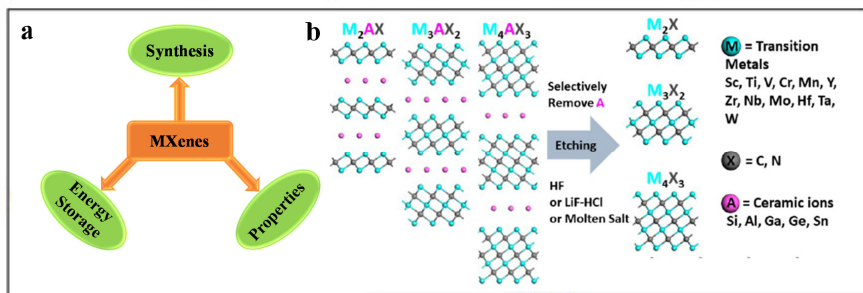 a
Synthesis
MXenes
Energy
Storage
Properties
b
M₂AX
M₃AX₂
M₄AX₃
Selectively
Remove A
Etching
HF
or LiF-HCl
or Molten Salt
M₂X
M₃X₂
M₄X₃
M = Transition
Metals
Sc, Ti, V, Cr, Mn, Y,
Zr, Nb, Mo, Hf, Ta,
W
X = C, N
A = Ceramic ions
Si, Al, Ga, Ge, Sn